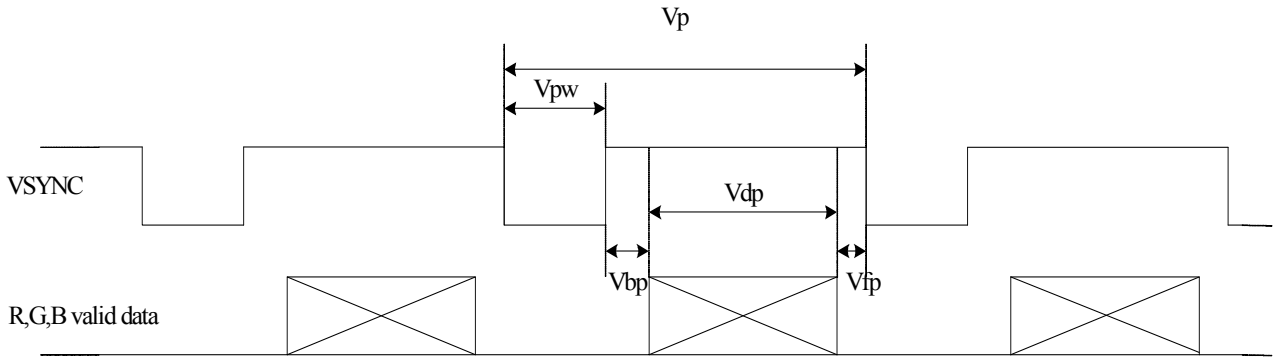 Vp
Vpw
VSYNC
Vdp
Vbp
Vfp
R,G,B valid data